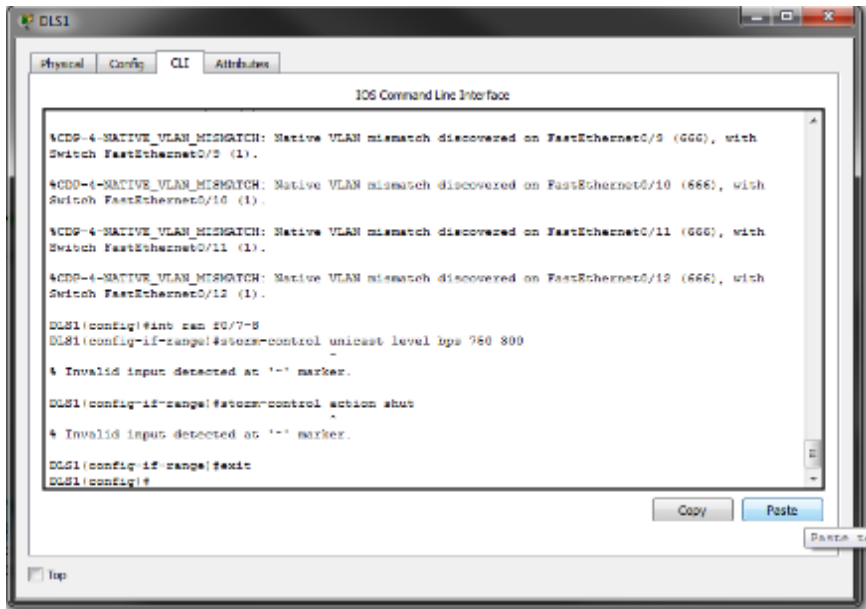 DLS1
Physical Config CLI Attributes
IOS Command Line Interface
%CDP-4-NATIVE_VLAN_MISMATCH: Native VLAN mismatch discovered on FastEthernet0/9 (666), with
Switch FastEthernet0/9 (1).
%CDP-4-NATIVE_VLAN_MISMATCH: Native VLAN mismatch discovered on FastEthernet0/10 (666), with
Switch FastEthernet0/10 (1).
%CDP-4-NATIVE_VLAN_MISMATCH: Native VLAN mismatch discovered on FastEthernet0/11 (666), with
Switch FastEthernet0/11 (1).
%CDP-4-NATIVE_VLAN_MISMATCH: Native VLAN mismatch discovered on FastEthernet0/12 (666), with
Switch FastEthernet0/12 (1).
DLS1(config)#int ran f0/7-8
DLS1(config-if-range)#storm-control unicast level bps 800
^
% Invalid input detected at '^' marker.
DLS1(config-if-range)#storm-control action shut
^
% Invalid input detected at '^' marker.
DLS1(config-if-range)#exit
DLS1(config)#
Copy Paste
Paste
Top